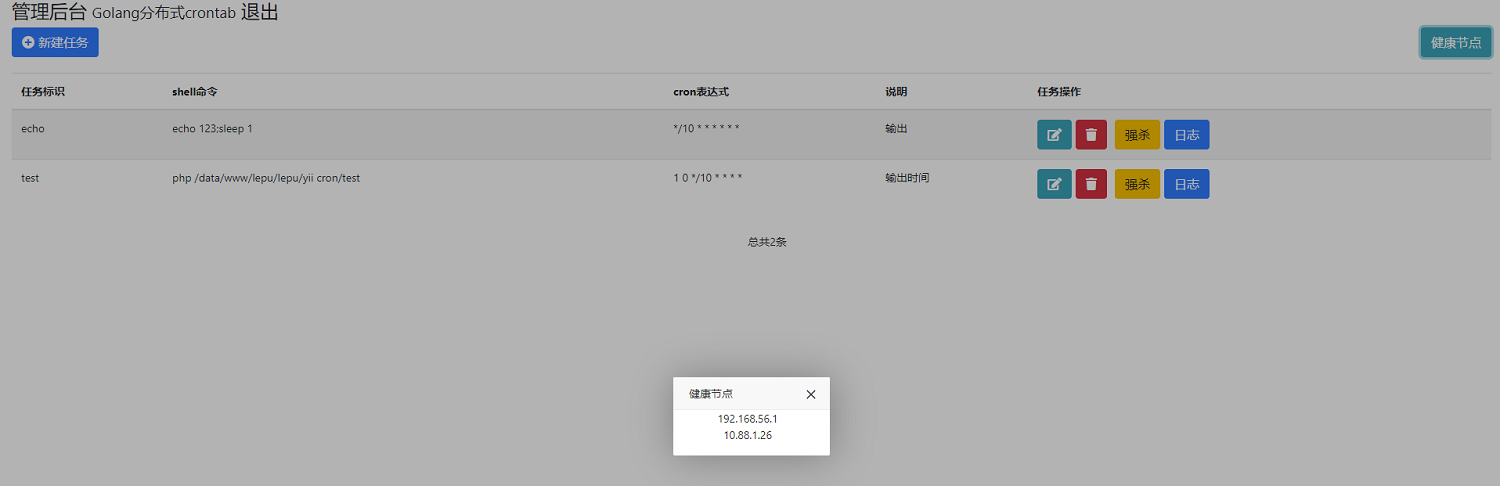 管理后台 Golang分布式crontab 退出
新建任务 健康节点
任务标识 shell命令 cron表达式 说明 任务操作
echo echo 123;sleep 1 */10 * * * * * * 输出 强杀 日志
test php /data/www/lepu/lepu/yii cron/test 1 0 */10 * * * * 输出时间 强杀 日志
总共2条
健康节点
192.168.56.1
10.88.1.26